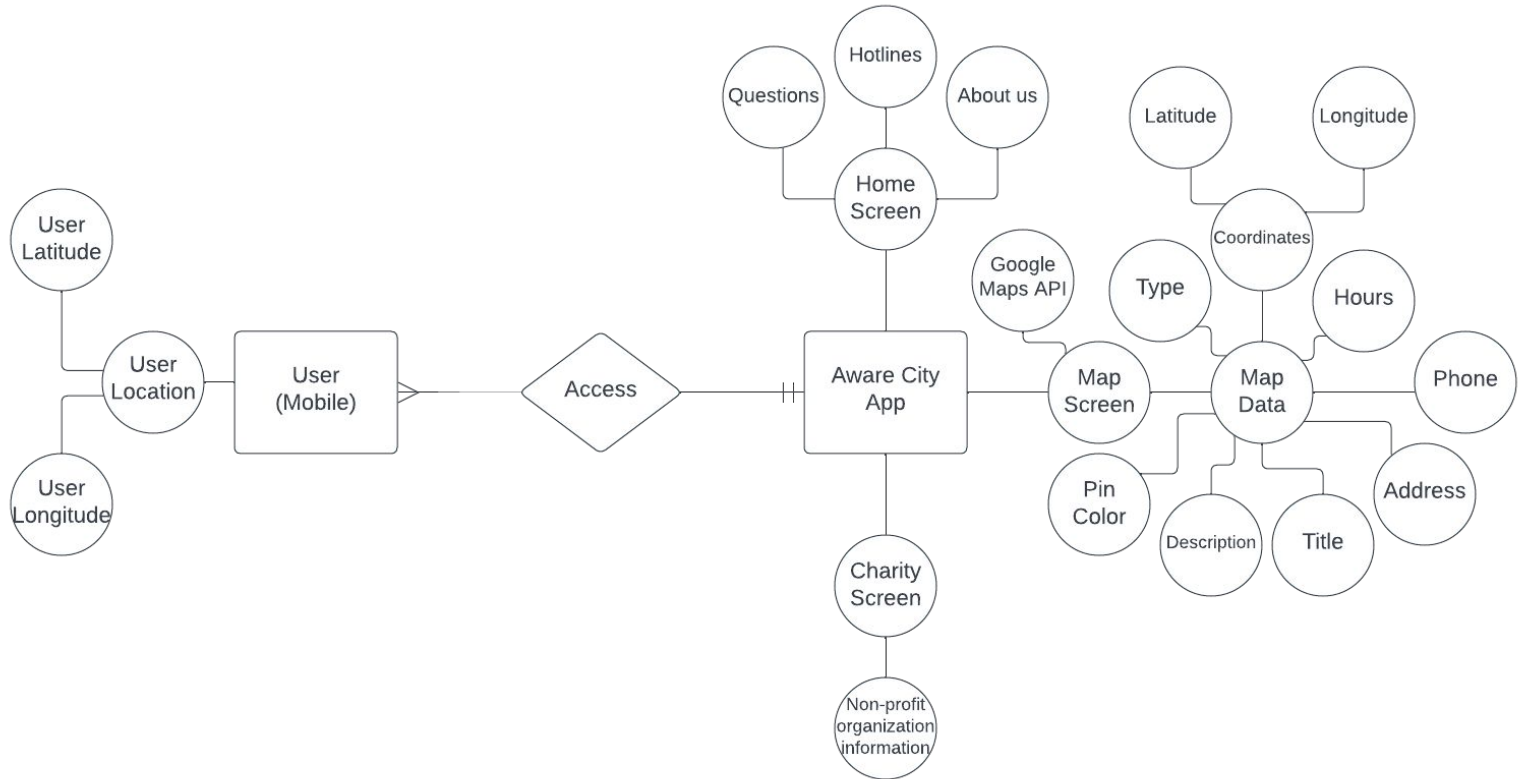 Hotlines
Questions
About us
Home
Screen
Latitude
Longitude
Coordinates
User
Latitude
Google
Maps API
Type
Hours
User
Location
User
(Mobile)
Access
Aware City
App
Map
Screen
Map
Data
Phone
User
Longitude
Pin
Color
Description
Title
Address
Charity
Screen
Non-profit
organization
information